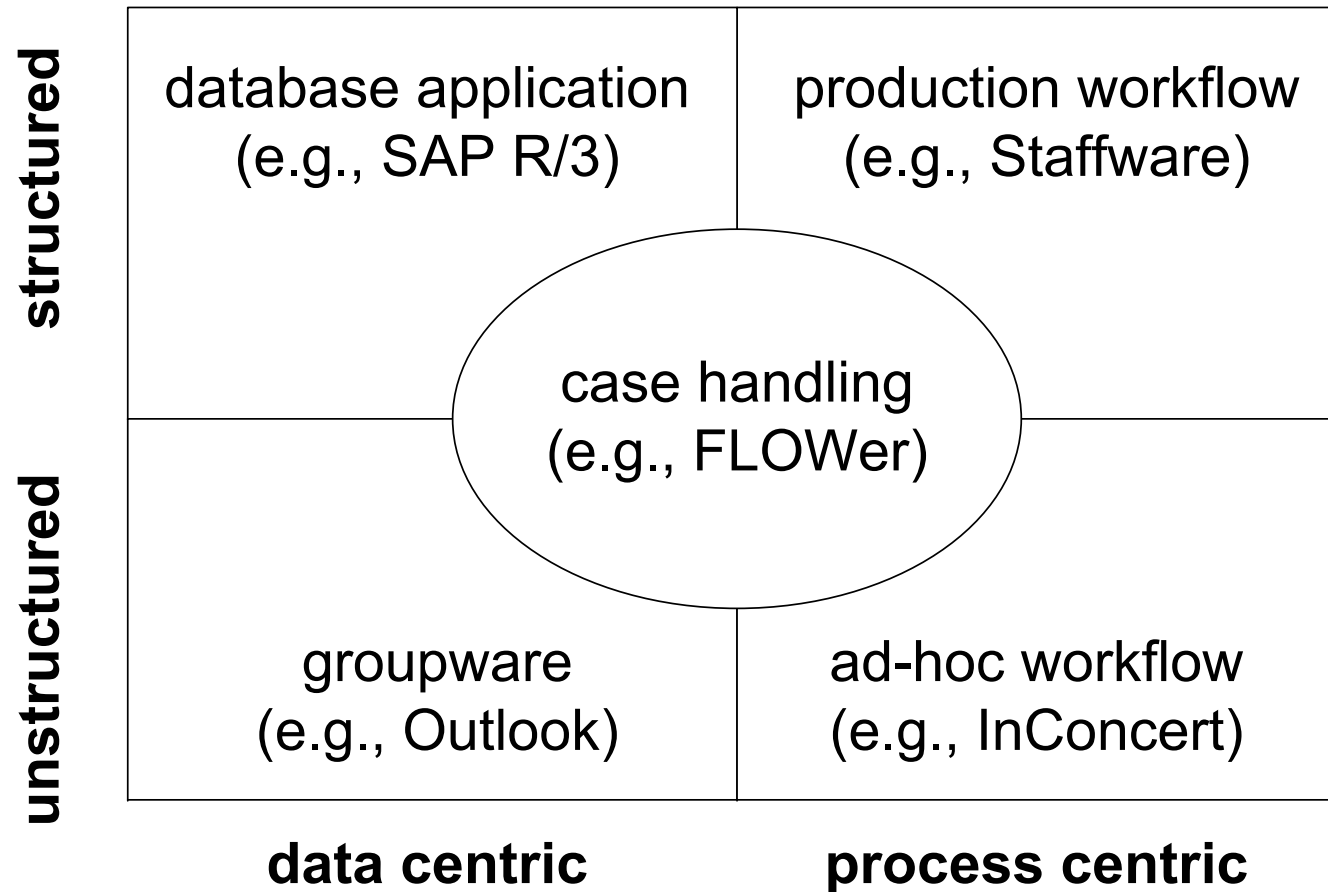 structured
database application
(e.g., SAP R/3)
production workflow
(e.g., Staffware)
case handling
(e.g., FLOWer)
unstructured
groupware
(e.g., Outlook)
ad-hoc workflow
(e.g., InConcert)
data centric
process centric